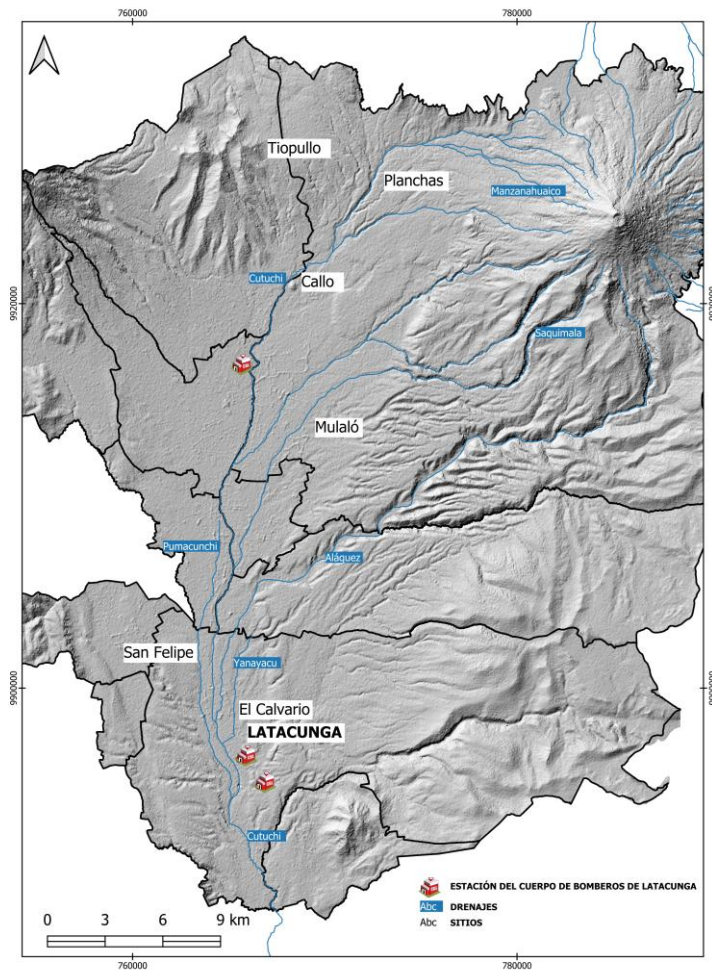 760000
780000
Tiopullo
Planchas
Manzanahuaico
Cutuchi
Callo
9920000
Saquimala
Mulaló
Pumacunchi
Aláquez
San Felipe
Yanayacu
9900000
El Calvario
LATACUNGA
Cutuchi
ESTACIÓN DEL CUERPO DE BOMBEROS DE LATACUNGA
Abc DRENAJES
Abc SITIOS
0 3 6 9 km
760000
780000